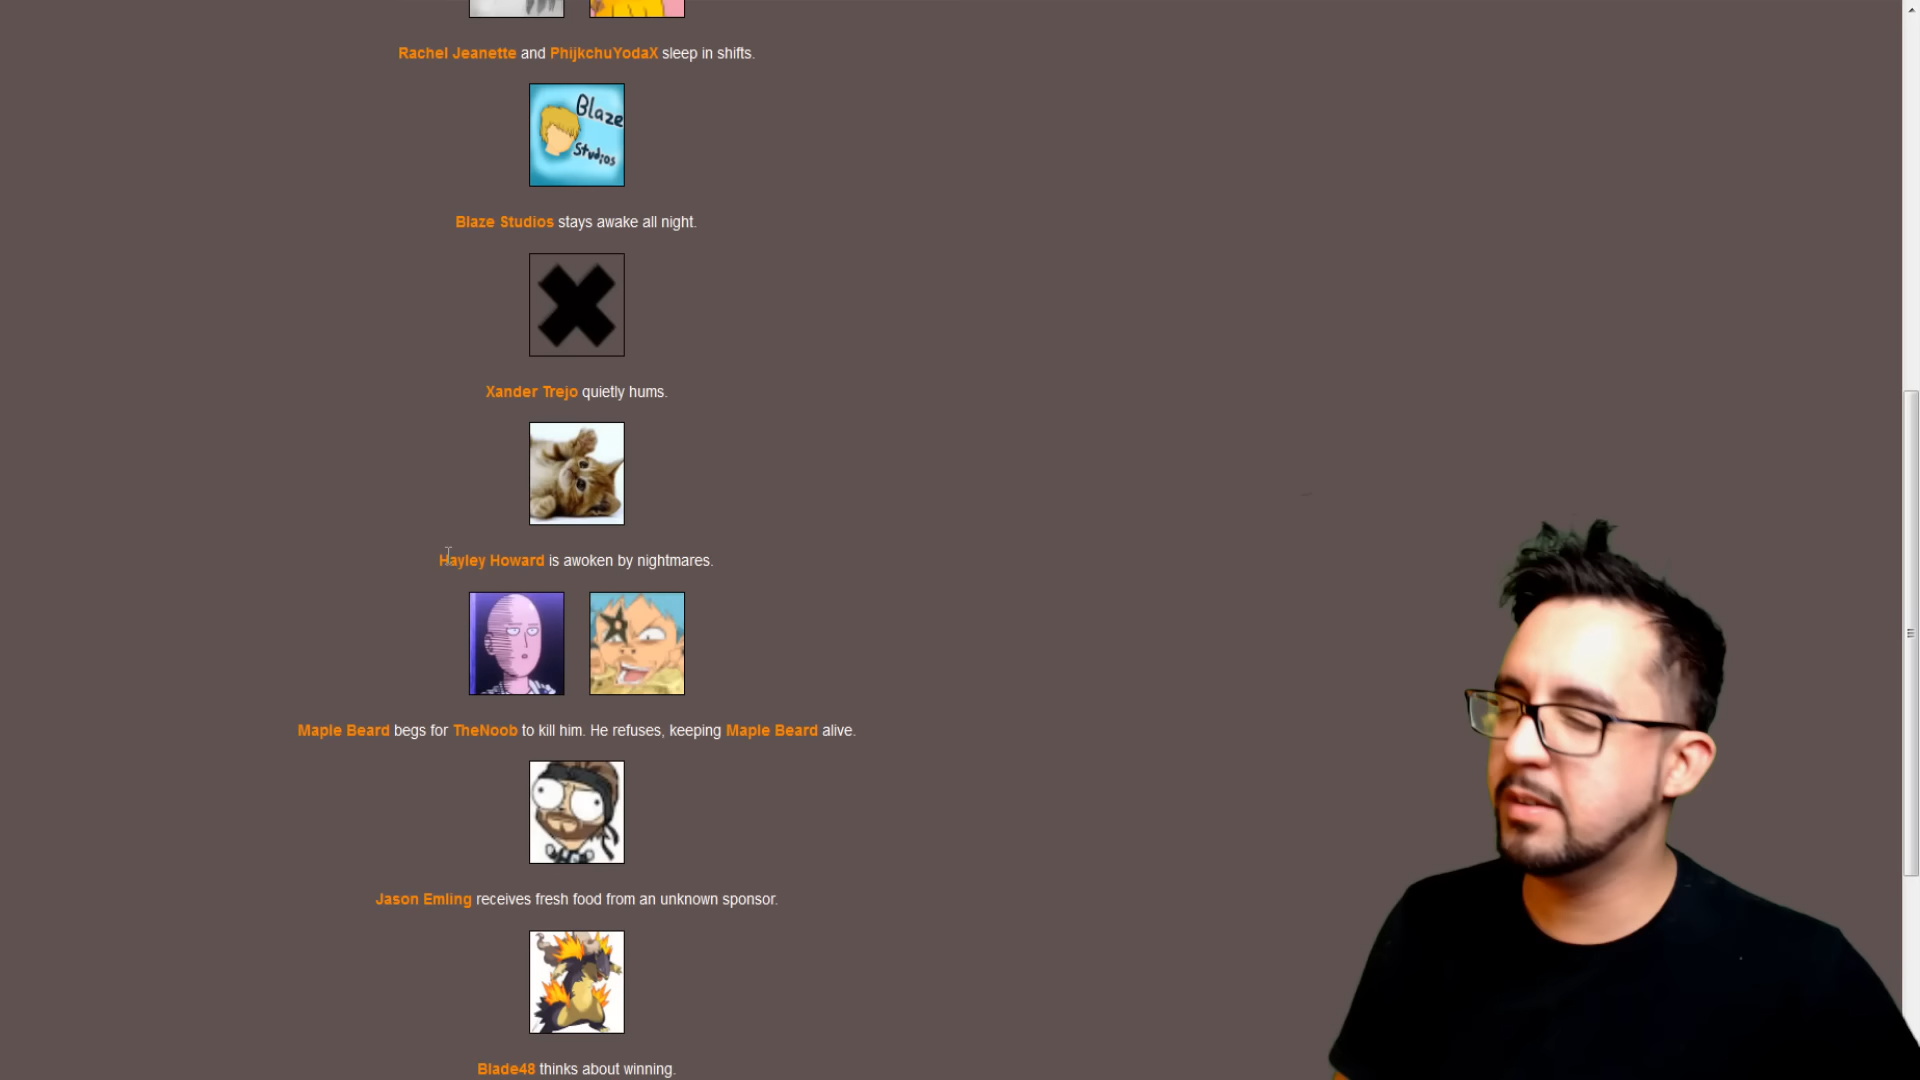 Rachel Jeanette and PhijkchuYodaX sleep in shifts.
Blaze
Studios
Blaze Studios stays awake all night.
Xander Trejo quietly hums.
Hayley Howard is awoken by nightmares.
Maple Beard begs for TheNoob to kill him. He refuses, keeping Maple Beard alive.
Jason Emling receives fresh food from an unknown sponsor.
Blade48 thinks about winning.